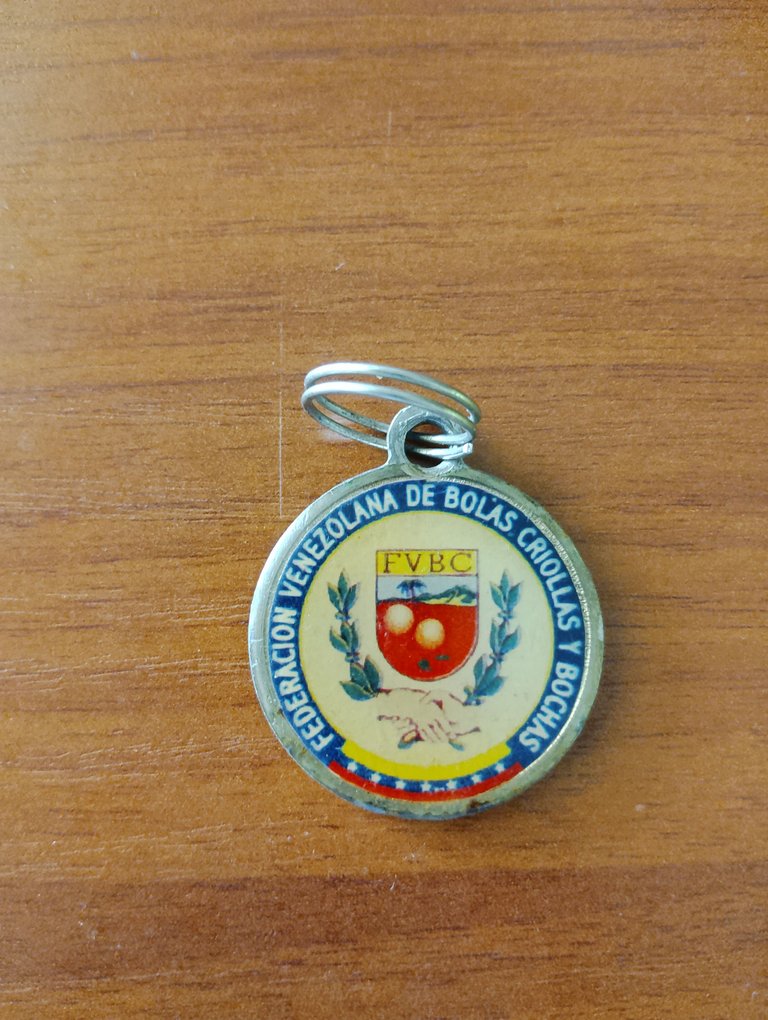 FEDERACION VENEZOLANA DE BOLAS CRIOLLAS Y BOCHAS
FVBC